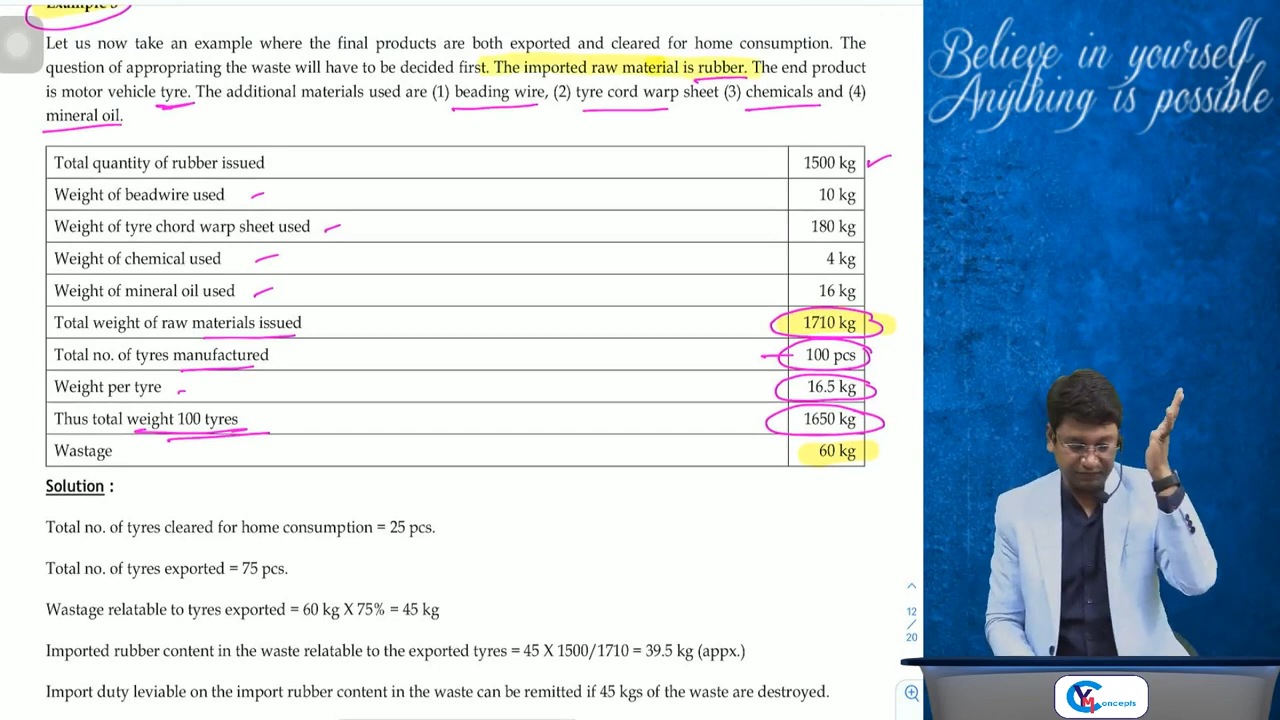 Example 3
Let us now take an example where the final products are both exported and cleared for home consumption. The
question of appropriating the waste will have to be decided first. The imported raw material is rubber. The end product
is motor vehicle tyre. The additional materials used are (1) beading wire, (2) tyre cord warp sheet (3) chemicals and (4)
mineral oil.
Total quantity of rubber issued 1500 kg
Weight of beadwire used 10 kg
Weight of tyre chord warp sheet used 180 kg
Weight of chemical used 4 kg
Weight of mineral oil used 16 kg
Total weight of raw materials issued 1710 kg
Total no. of tyres manufactured 100 pcs
Weight per tyre 16.5 kg
Thus total weight 100 tyres 1650 kg
Wastage 60 kg
Solution :
Total no. of tyres cleared for home consumption = 25 pcs.
Total no. of tyres exported = 75 pcs.
Wastage relatable to tyres exported = 60 kg X 75% = 45 kg
Imported rubber content in the waste relatable to the exported tyres = 45 X 1500/1710 = 39.5 kg (appx.)
Import duty leviable on the import rubber content in the waste can be remitted if 45 kgs of the waste are destroyed.
12
/
20
Believe in yourself
Anything is possible
YM Concepts